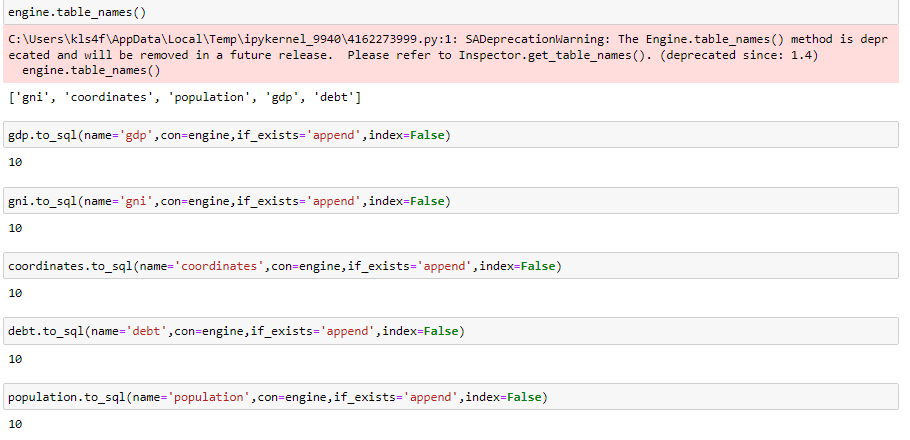 engine.table_names()
C:\Users\kls4f\AppData\Local\Temp\ipykernel_9940\4162273999.py:1: SADeprecationWarning: The Engine.table_names() method is depr
ecated and will be removed in a future release.  Please refer to Inspector.get_table_names(). (deprecated since: 1.4)
  engine.table_names()
['gni', 'coordinates', 'population', 'gdp', 'debt']
gdp.to_sql(name='gdp',con=engine,if_exists='append',index=False)
10
gni.to_sql(name='gni',con=engine,if_exists='append',index=False)
10
coordinates.to_sql(name='coordinates',con=engine,if_exists='append',index=False)
10
debt.to_sql(name='debt',con=engine,if_exists='append',index=False)
10
population.to_sql(name='population',con=engine,if_exists='append',index=False)
10